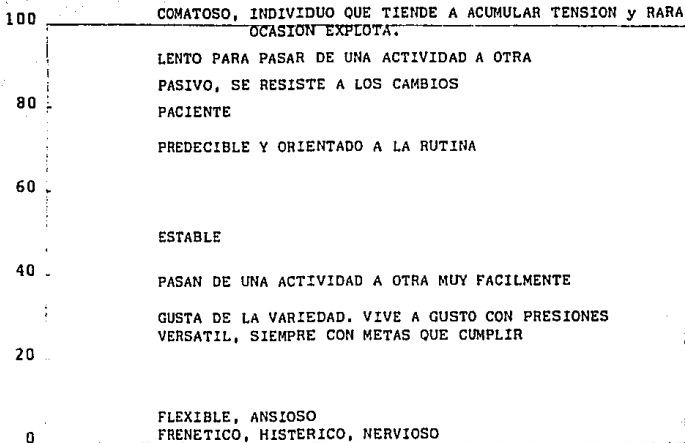 100 COMATOSO, INDIVIDUO QUE TIENDE A ACUMULAR TENSION y RARA
OCASION EXPLOTA.
LENTO PARA PASAR DE UNA ACTIVIDAD A OTRA
PASIVO, SE RESISTE A LOS CAMBIOS
80 PACIENTE
PREDECIBLE Y ORIENTADO A LA RUTINA
60
ESTABLE
40 PASAN DE UNA ACTIVIDAD A OTRA MUY FACILMENTE
GUSTA DE LA VARIEDAD. VIVE A GUSTO CON PRESIONES
VERSATIL, SIEMPRE CON METAS QUE CUMPLIR
20
FLEXIBLE, ANSIOSO
0 FRENETICO, HISTERICO, NERVIOSO